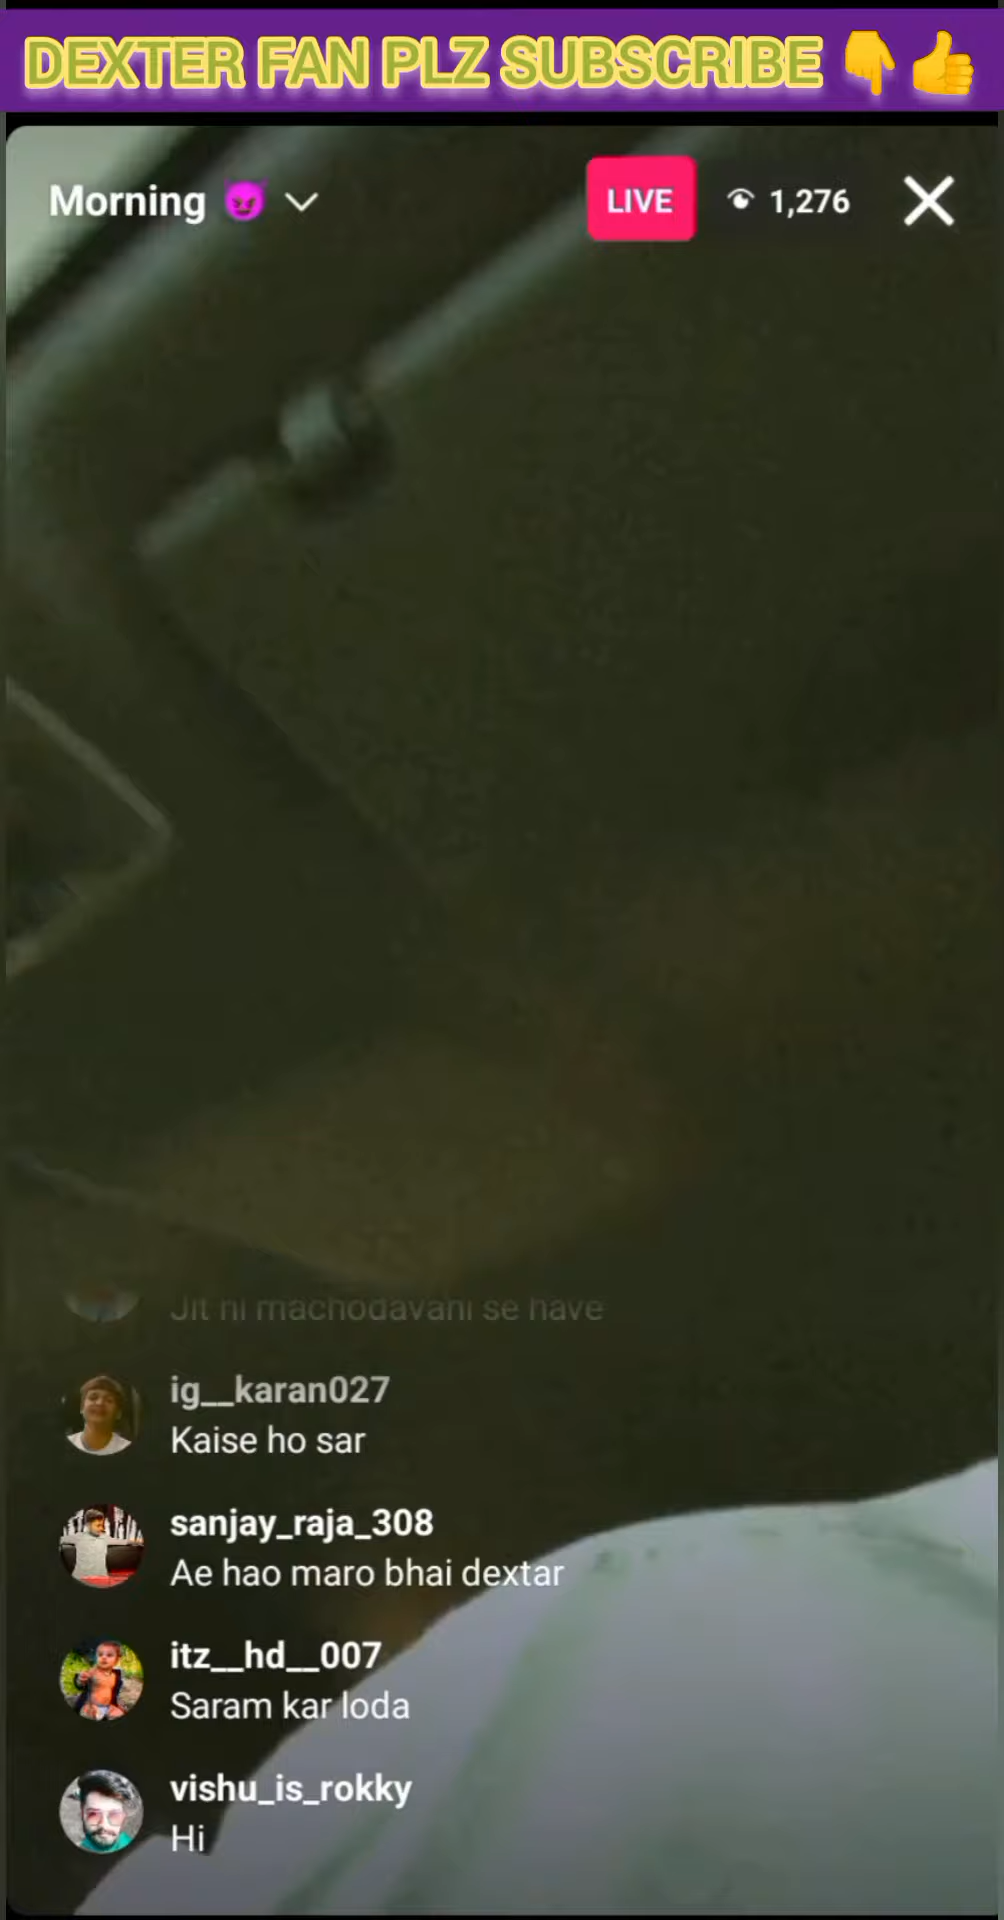 DEXTER FAN PLZ SUBSCRIBE 👇👍
Morning 😈
LIVE
1,276
Jit ni machodavani se have
ig__karan027
Kaise ho sar
sanjay_raja_308
Ae hao maro bhai dextar
itz__hd__007
Saram kar loda
vishu_is_rokky
Hi